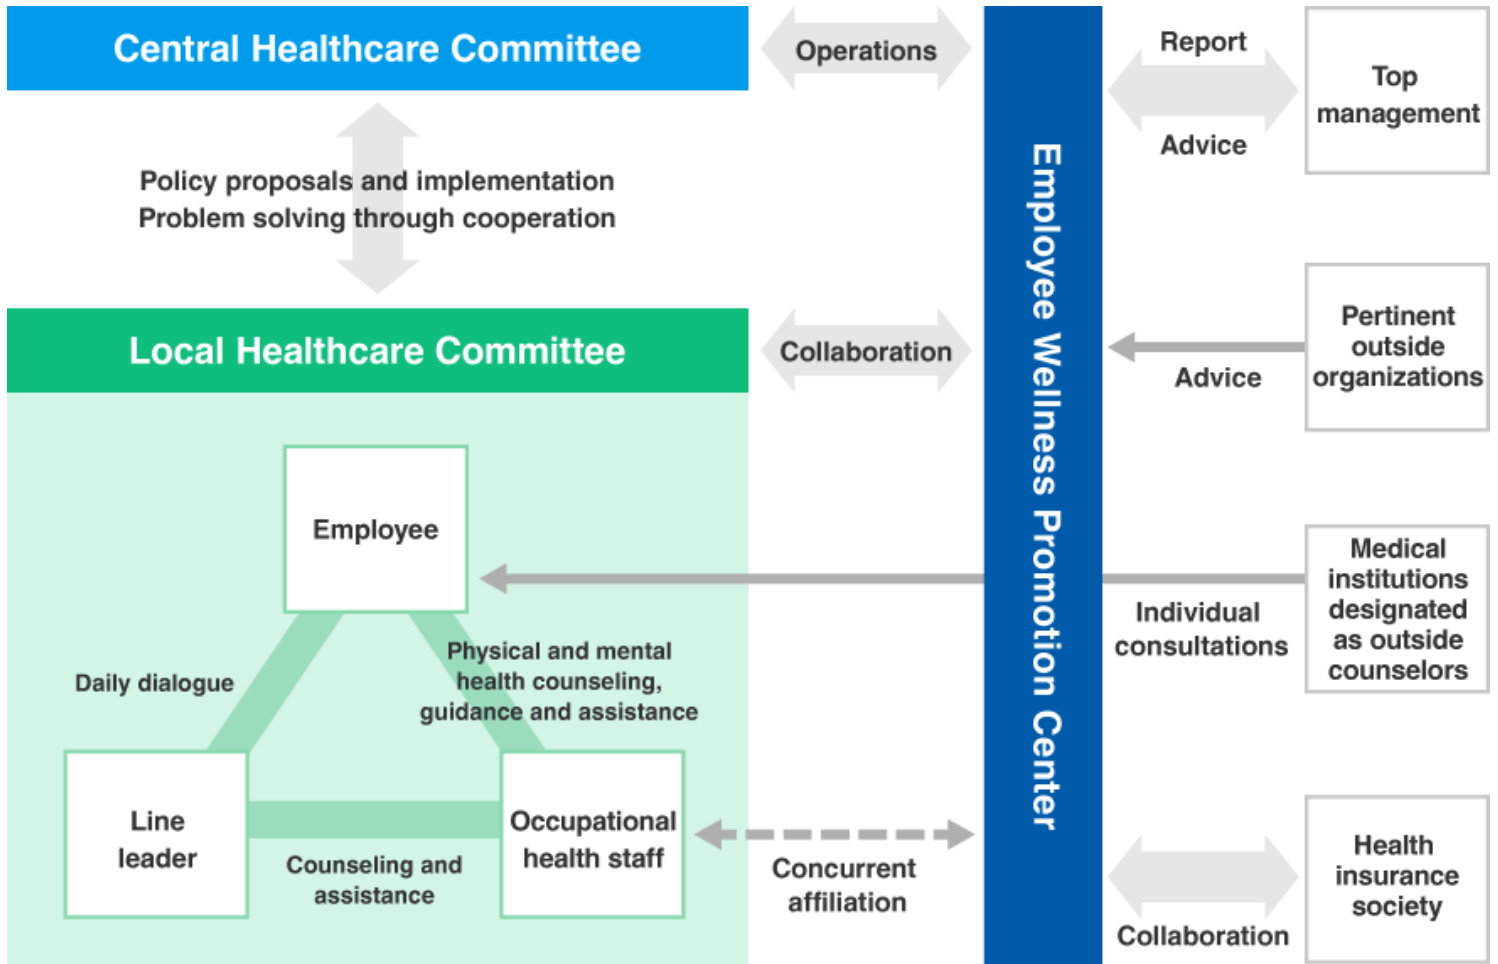 Central Healthcare Committee
Operations
Report
Advice
Top
management
Policy proposals and implementation
Problem solving through cooperation
Employee Wellness Promotion Center
Local Healthcare Committee
Collaboration
Pertinent
outside
organizations
Advice
Employee
Medical
institutions
designated
as outside
counselors
Individual
consultations
Daily dialogue
Physical and mental
health counseling,
guidance and assistance
Line
leader
Occupational
health staff
Counseling and
assistance
Concurrent
affiliation
Health
insurance
society
Collaboration